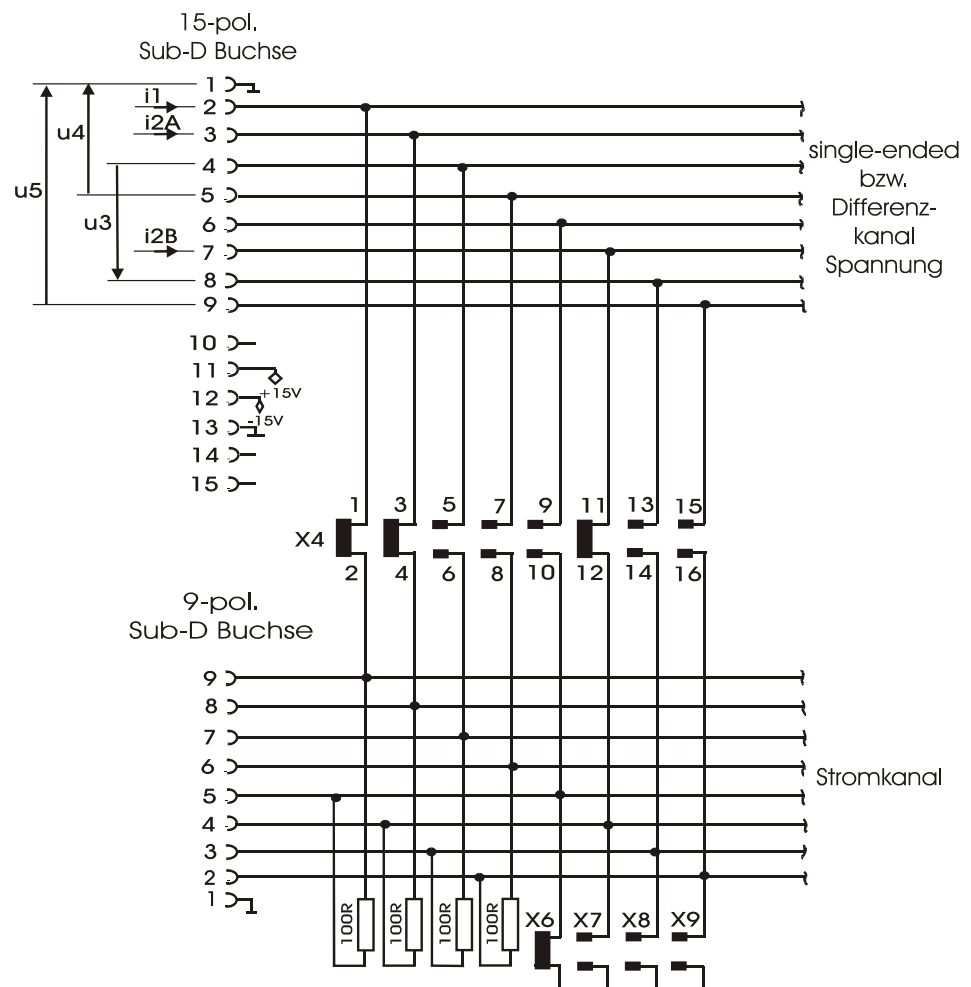 15-pol.
Sub-D Buchse
1
i1
2
i2A
3
u4
4
single-ended
bzw.
Differenz-
kanal
Spannung
5
u5
u3
6
i2B
7
8
9
10
11
+15V
12
-15V
13
14
15
1 3 5 7 9 11 13 15
X4
2 4 6 8 10 12 14 16
9-pol.
Sub-D Buchse
9
8
7
6
Stromkanal
5
4
3
2
1
100R 100R 100R 100R
X6 X7 X8 X9